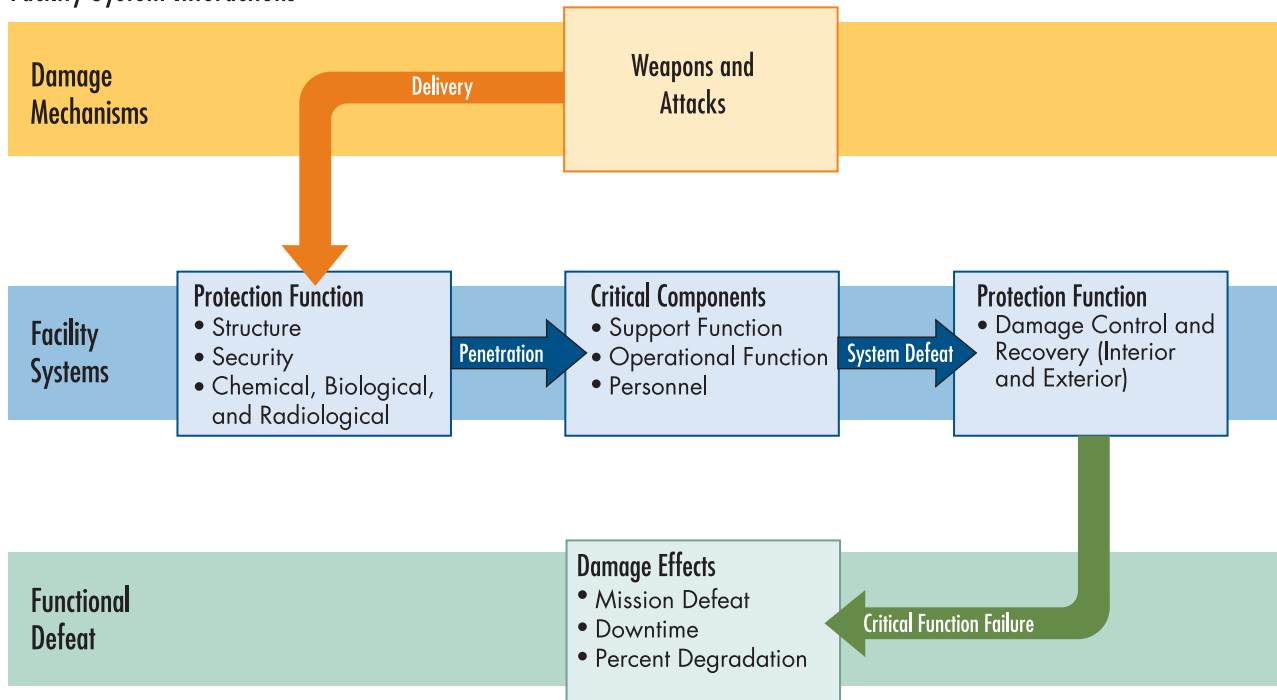 Damage
Mechanisms
Delivery
Weapons and
Attacks
Facility
Systems
Protection Function
• Structure
• Security
• Chemical, Biological,
and Radiological
Penetration
Critical Components
• Support Function
• Operational Function
• Personnel
System Defeat
Protection Function
• Damage Control and
Recovery (Interior
and Exterior)
Functional
Defeat
Damage Effects
• Mission Defeat
• Downtime
• Percent Degradation
Critical Function Failure